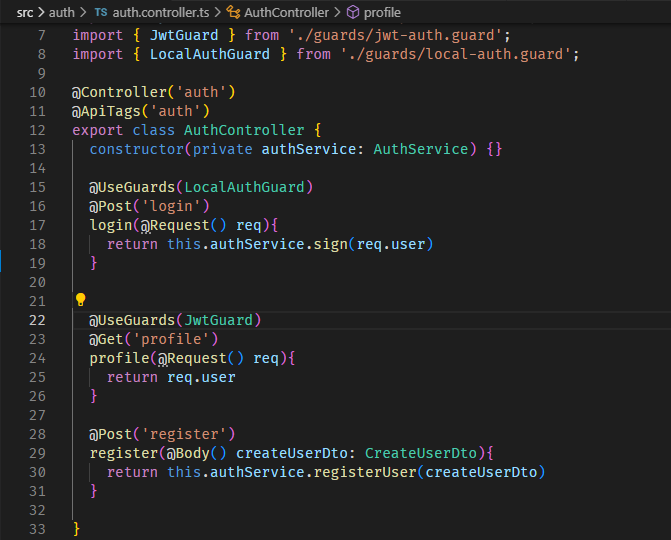 src > auth > TS auth.controller.ts > AuthController > profile
7 import { JwtGuard } from './guards/jwt-auth.guard';
8 import { LocalAuthGuard } from './guards/local-auth.guard';
9
10 @Controller('auth')
11 @ApiTags('auth')
12 export class AuthController {
13 constructor(private authService: AuthService) {}
14
15 @UseGuards(LocalAuthGuard)
16 @Post('login')
17 login(@Request() req){
18 return this.authService.sign(req.user)
19 }
20
21
22 @UseGuards(JwtGuard)
23 @Get('profile')
24 profile(@Request() req){
25 return req.user
26 }
27
28 @Post('register')
29 register(@Body() createUserDto: CreateUserDto){
30 return this.authService.registerUser(createUserDto)
31 }
32
33 }